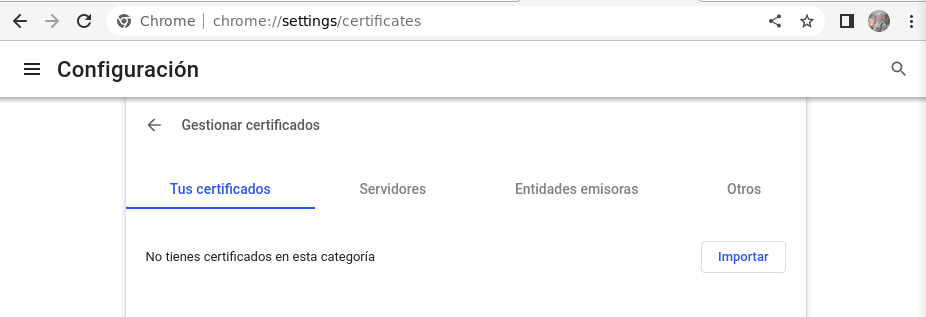 Chrome | chrome://settings/certificates
Configuración
Gestionar certificados
Tus certificados Servidores Entidades emisoras Otros
No tienes certificados en esta categoría Importar